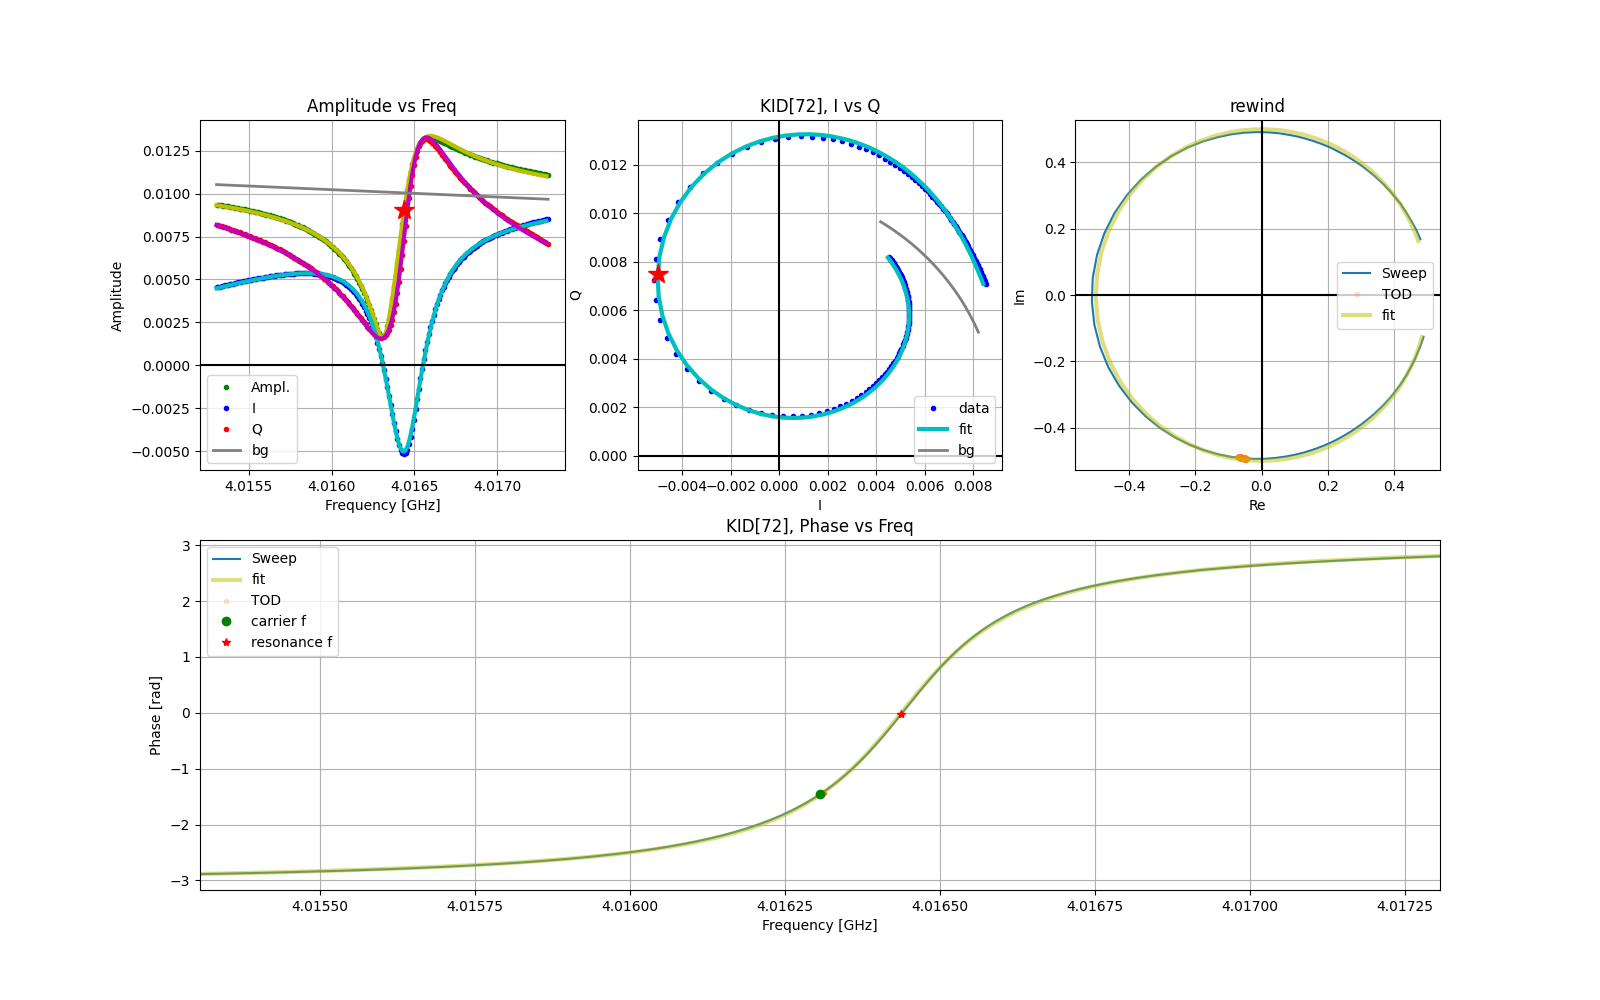 Amplitude vs Freq
0.0125
0.0100
0.0075
0.0050
0.0025
0.0000
−0.0025
−0.0050
Amplitude
Ampl.
I
Q
bg
4.0155
4.0160
4.0165
4.0170
Frequency [GHz]
KID[72], I vs Q
0.012
0.010
0.008
0.006
0.004
0.002
0.000
Q
data
fit
bg
−0.004
−0.002
0.000
0.002
0.004
0.006
0.008
I
rewind
0.4
0.2
0.0
−0.2
−0.4
Im
Sweep
TOD
fit
−0.4
−0.2
0.0
0.2
0.4
Re
KID[72], Phase vs Freq
3
2
1
0
−1
−2
−3
Phase [rad]
Sweep
fit
TOD
carrier f
resonance f
4.01550
4.01575
4.01600
4.01625
4.01650
4.01675
4.01700
4.01725
Frequency [GHz]